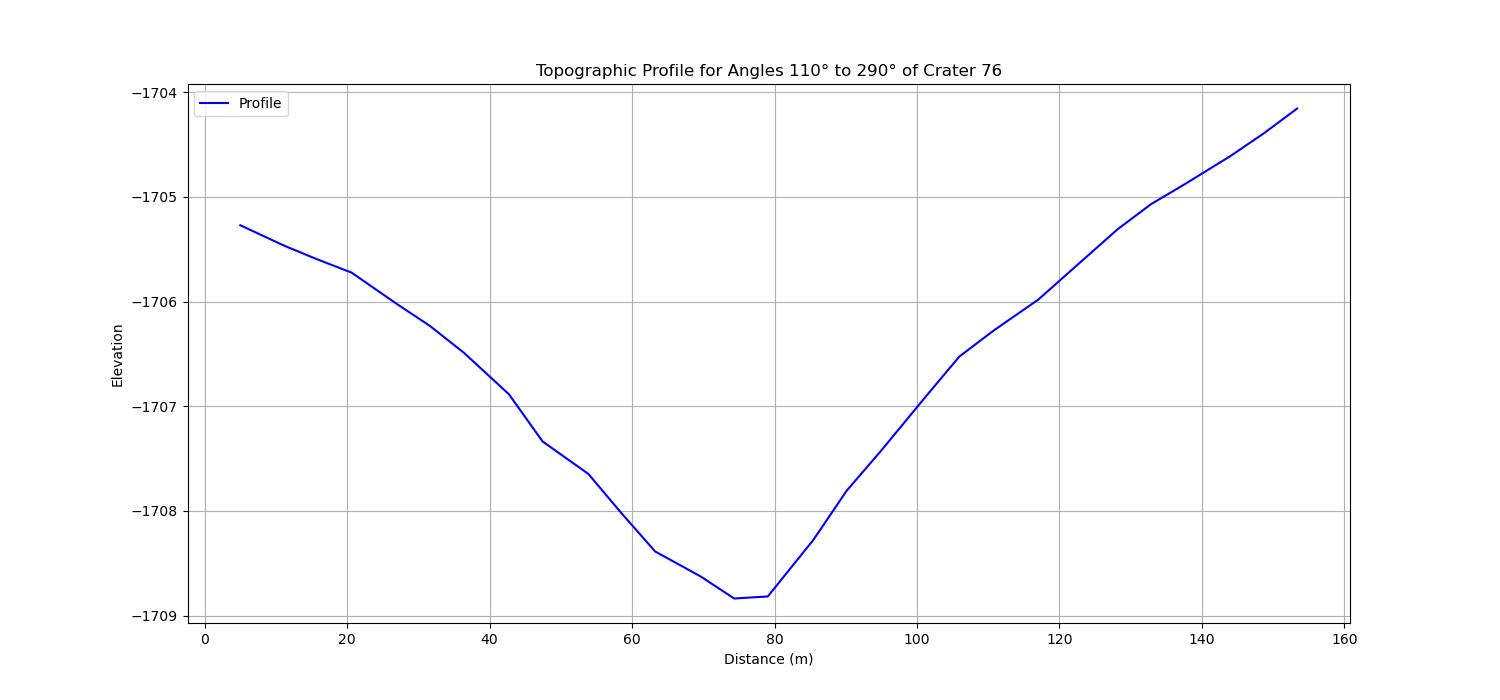 Topographic Profile for Angles 110° to 290° of Crater 76
Profile
−1704
−1705
−1706
−1707
−1708
−1709
Elevation
0 20 40 60 80 100 120 140 160
Distance (m)